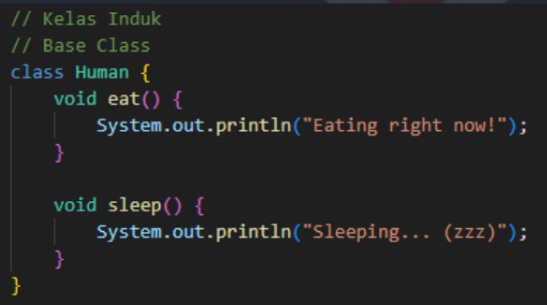 // Kelas Induk
// Base Class
class Human {
    void eat() {
        System.out.println("Eating right now!");
    }

    void sleep() {
        System.out.println("Sleeping... (zzz)");
    }
}